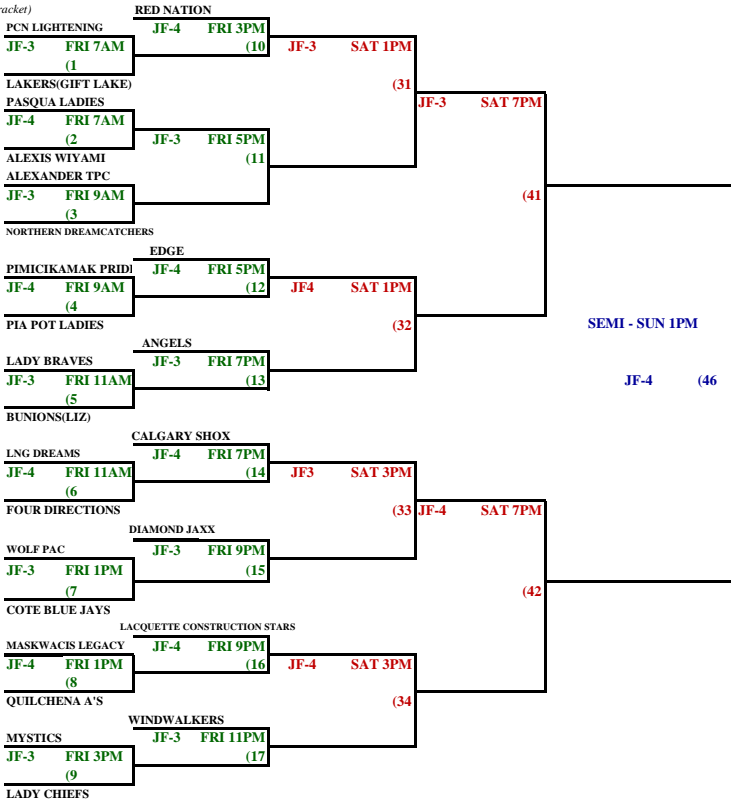 racket)
RED NATION
PCN LIGHTENING
JF-4 FRI 3PM
JF-3 FRI 7AM
(10
JF-3 SAT 1PM
(1
LAKERS(GIFT LAKE)
(31
PASQUA LADIES
JF-3 SAT 7PM
JF-4 FRI 7AM
(2
JF-3 FRI 5PM
ALEXIS WIYAMI
(11
ALEXANDER TPC
JF-3 FRI 9AM
(41
(3
NORTHERN DREAMCATCHERS
EDGE
PIMICIKAMAK PRID
JF-4 FRI 5PM
JF-4 FRI 9AM
(12
JF4 SAT 1PM
(4
PIA POT LADIES
(32
SEMI - SUN 1PM
ANGELS
LADY BRAVES
JF-3 FRI 7PM
JF-3 FRI 11AM
(13
JF-4 (46
(5
BUNIONS(LIZ)
CALGARY SHOX
LNG DREAMS
JF-4 FRI 7PM
JF-4 FRI 11AM
(14
JF3 SAT 3PM
(6
FOUR DIRECTIONS
(33
JF-4 SAT 7PM
DIAMOND JAXX
WOLF PAC
JF-3 FRI 9PM
JF-3 FRI 1PM
(15
(7
(42
COTE BLUE JAYS
LACQUETTE CONSTRUCTION STARS
MASKWACIS LEGACY
JF-4 FRI 9PM
JF-4 FRI 1PM
(16
JF-4 SAT 3PM
(8
QUILCHENA A'S
(34
WINDWALKERS
MYSTICS
JF-3 FRI 11PM
JF-3 FRI 3PM
(17
(9
LADY CHIEFS